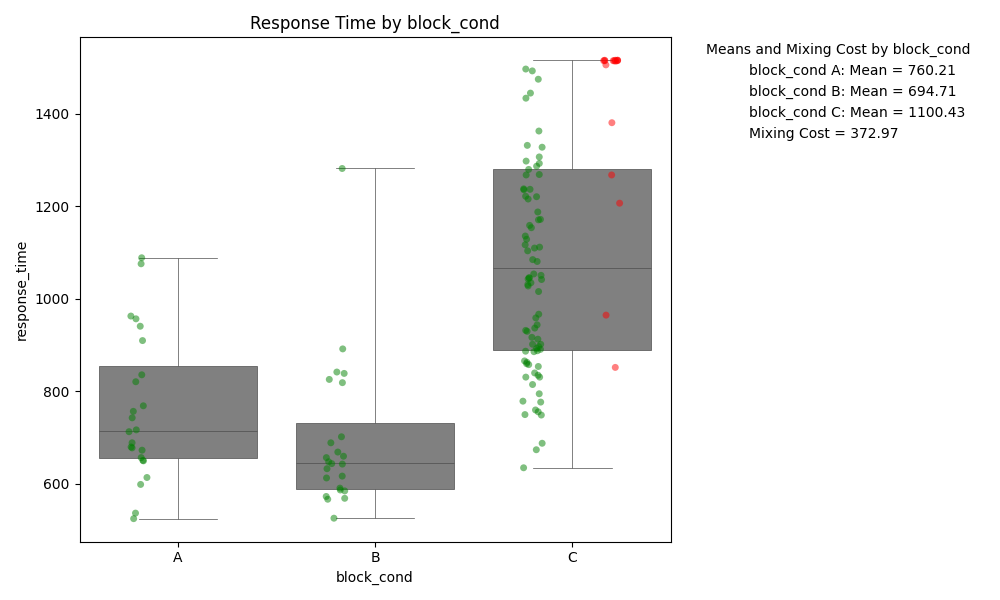 Response Time by block_cond
Means and Mixing Cost by block_cond
block_cond A: Mean = 760.21
block_cond B: Mean = 694.71
block_cond C: Mean = 1100.43
Mixing Cost = 372.97
response_time
1400
1200
1000
800
600
A
B
C
block_cond